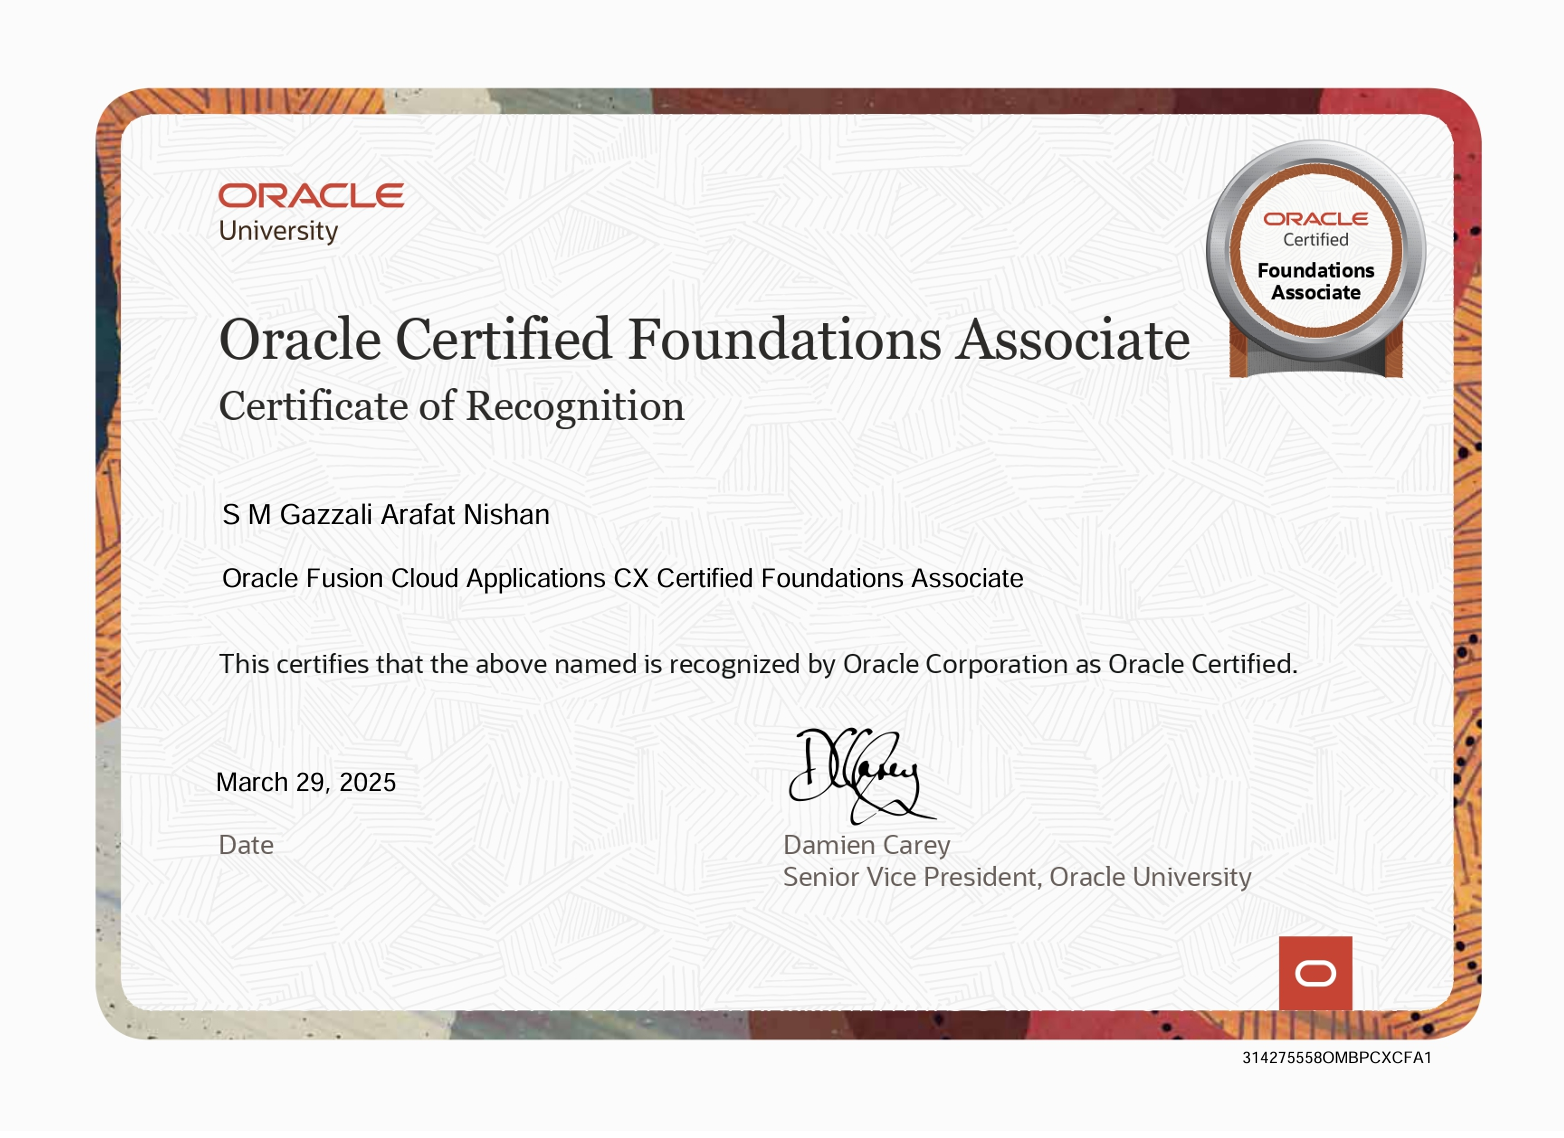 ORACLE
University
ORACLE
Certified
Foundations
Associate
Oracle Certified Foundations Associate
Certificate of Recognition
S M Gazzali Arafat Nishan
Oracle Fusion Cloud Applications CX Certified Foundations Associate
This certifies that the above named is recognized by Oracle Corporation as Oracle Certified.
March 29, 2025
Date
DCarey
Damien Carey
Senior Vice President, Oracle University
314275558OMBPCXCFA1